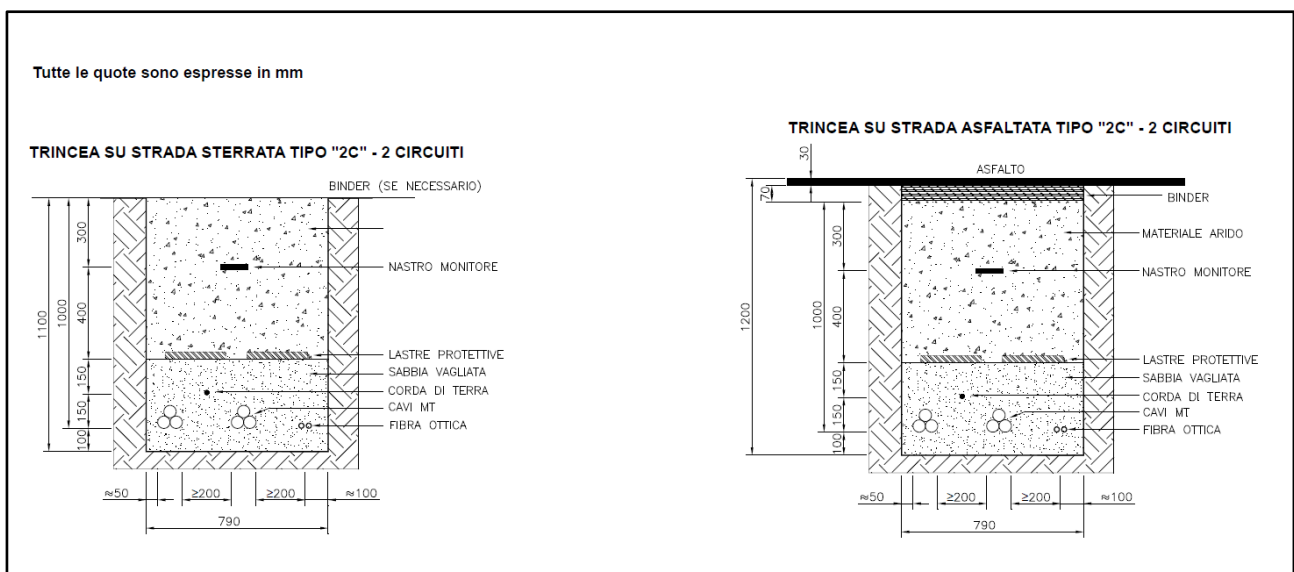 Tutte le quote sono espresse in mm
TRINCEA SU STRADA STERRATA TIPO "2C" - 2 CIRCUITI
BINDER (SE NECESSARIO)
1100
1000
300
400
150
150
100
NASTRO MONITORE
LASTRE PROTETTIVE
SABBIA VAGLIATA
CORDA DI TERRA
CAVI MT
FIBRA OTTICA
≈50
≥200
≥200
≈100
790
TRINCEA SU STRADA ASFALTATA TIPO "2C" - 2 CIRCUITI
30
ASFALTO
70
BINDER
1200
1000
300
400
150
150
100
MATERIALE ARIDO
NASTRO MONITORE
LASTRE PROTETTIVE
SABBIA VAGLIATA
CORDA DI TERRA
CAVI MT
FIBRA OTTICA
≈50
≥200
≥200
≈100
790